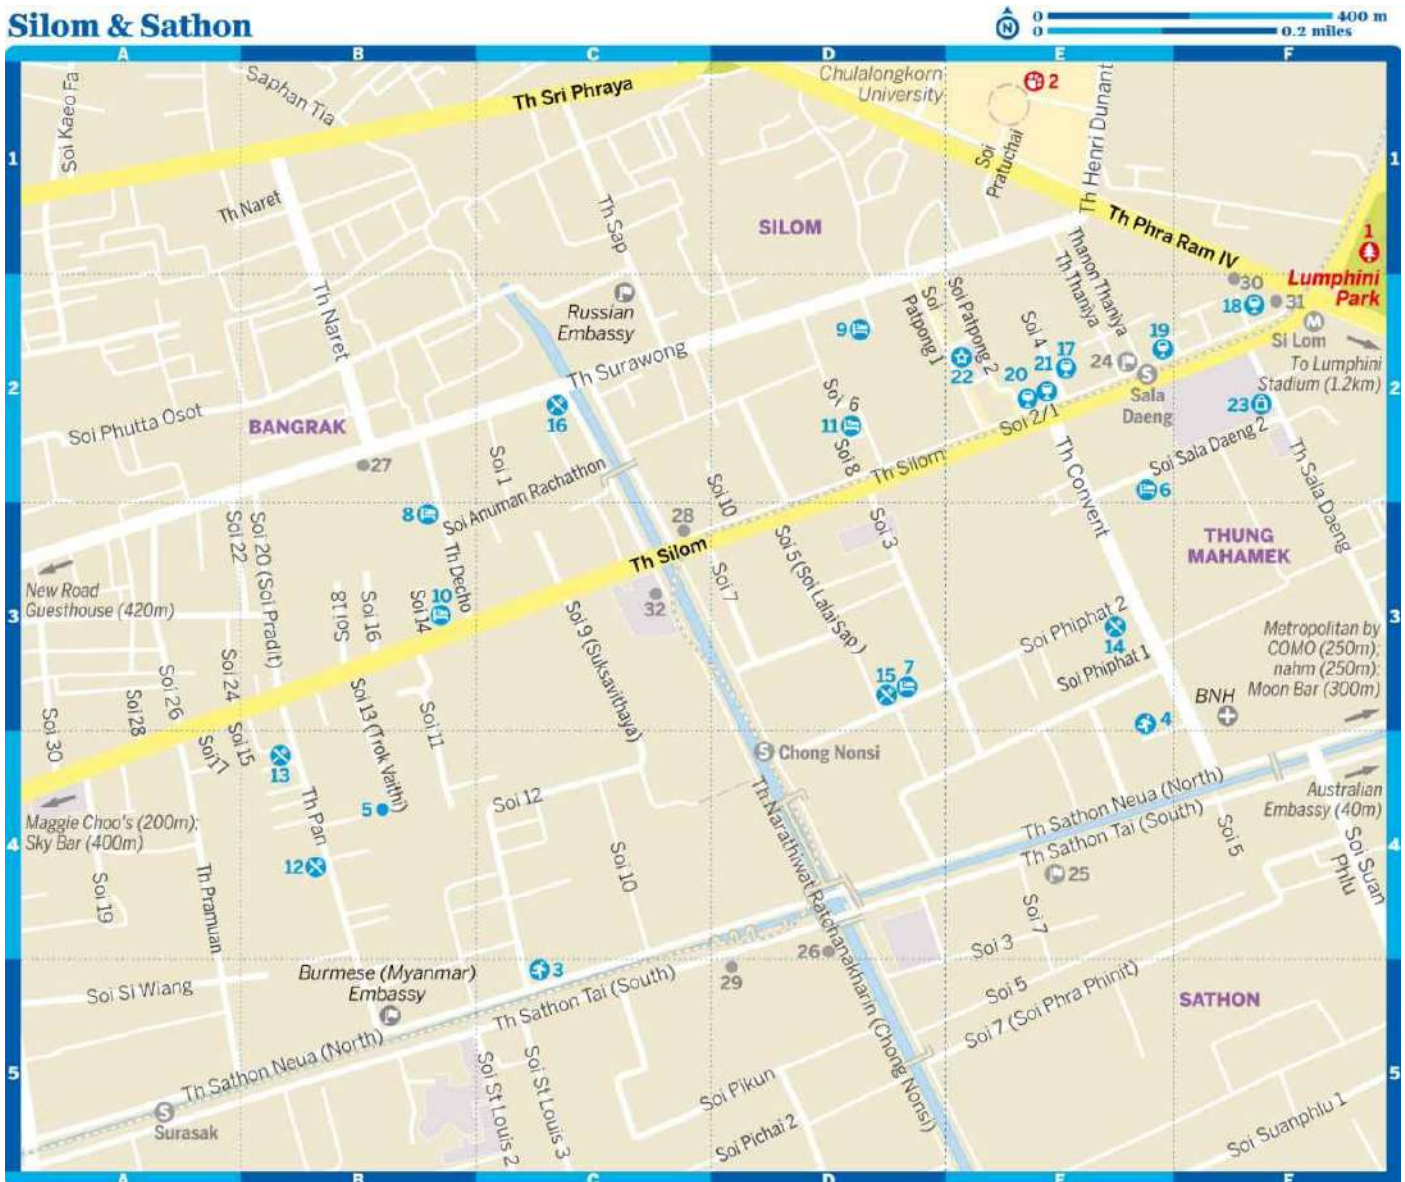 Silom & Sathon
N
0 400 m
0 0.2 miles
A B C D E F
1
Soi Kaeo Fa
Saphan Tia
Th Sri Phraya
Chulalongkorn
University
2
Th Henri Dunant
Soi
Pratuchai
Th Naret
Th Sap
SILOM
Th Phra Ram IV
1
Lumphini
Park
1
2
Th Naret
Russian
Embassy
Th Surawong
9
Soi
Patpong 1
Soi Patpong 2
22
Soi 4
Th Thaniya
Thanon Thaniya
17
21
20
19
24
S
Sala
Daeng
30
18
31
M
Si Lom
To Lumphini
Stadium (1.2km)
2
Soi Phutta Osot
BANGRAK
27
16
Soi 1
Soi Anuman Rachathon
Soi 6
11
Soi 8
Th Silom
Soi 2/1
Th Convent
23
Soi Sala Daeng 2
6
Th Sala Daeng
3
Soi 22
Soi 20 (Soi Pradit)
8
Th Decho
28
Soi 10
Th Silom
Soi 5 (Soi Lalai Sap)
Soi 3
THUNG
MAHAMEK
New Road
Guesthouse (420m)
Soi 18
Soi 16
Soi 14
10
Soi 9 (Suksavithaya)
32
Soi 7
Soi Phiphat 2
14
Soi Phiphat 1
Metropolitan by
COMO (250m);
nahm (250m);
Moon Bar (300m)
3
Soi 30
Soi 28
Soi 26
Soi 24
Soi 17
Soi 15
Soi 13 (Trok Vaithi)
Soi 11
15
7
4
BNH
4
Maggie Choo's (200m);
Sky Bar (400m)
13
5
Th Pan
12
Soi 12
S
Chong Nonsi
Th Narathiwat Ratchanakharin (Chong Nonsi)
Th Sathon Neua (North)
Th Sathon Tai (South)
Soi 5
Australian
Embassy (40m)
4
Soi 19
Th Pramuan
Soi 10
25
Soi 7
Soi Suan
Phlu
26
Soi 3
5
Soi Si Wiang
Burmese (Myanmar)
Embassy
3
Th Sathon Tai (South)
29
Soi 5
Soi 7 (Soi Phra Phinit)
SATHON
Th Sathon Neua (North)
S
Surasak
Soi St Louis 2
Soi St Louis 3
Soi Pikun
Soi Pichai 2
Soi Suanphlu 1
5
A B C D E F